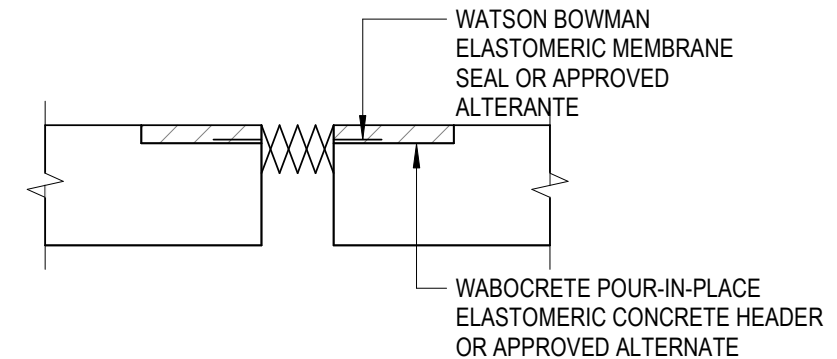 WATSON BOWMAN
ELASTOMERIC MEMBRANE
SEAL OR APPROVED
ALTERANTE
WABOCRETE POUR-IN-PLACE
ELASTOMERIC CONCRETE HEADER
OR APPROVED ALTERNATE